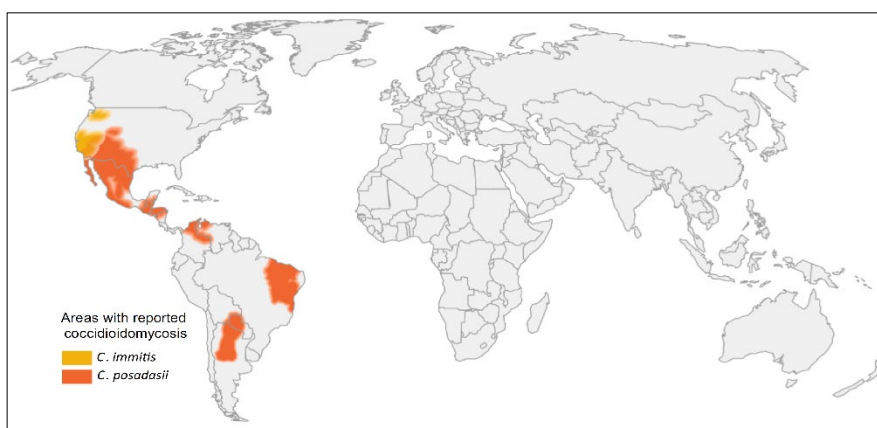 Areas with reported
coccidioidomycosis
C. immitis
C. posadasii